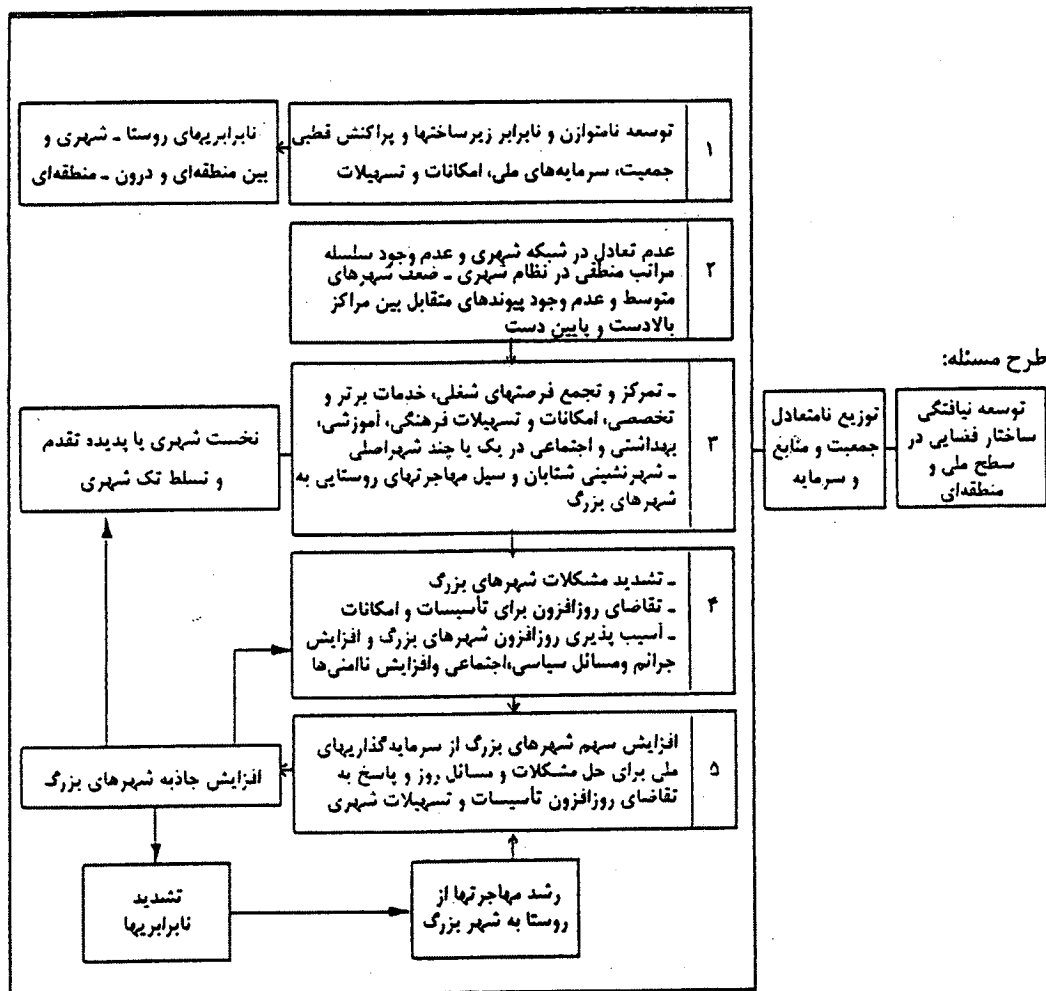 طرح مسئله:
توسعه نیافتگی
ساختار فضایی در
سطح ملی و
منطقه‌ای
توزیع نامتعادل
جمعیت و منابع
و سرمایه
۱
توسعه نامتوازن و نابرابر زیرساختها و پراکنش قطبی
جمعیت، سرمایه‌های ملی، امکانات و تسهیلات
نابرابریهای روستا ـ شهری و
بین منطقه‌ای و درون ـ منطقه‌ای
۲
عدم تعادل در شبکه شهری و عدم وجود سلسله
مراتب منطقی در نظام شهری ـ ضعف شهرهای
متوسط و عدم وجود پیوندهای متقابل بین مراکز
بالادست و پایین دست
۳
ـ تمرکز و تجمع فرصتهای شغلی، خدمات برتر و
تخصصی، امکانات و تسهیلات فرهنگی، آموزشی،
بهداشتی و اجتماعی در یک یا چند شهراصلی
ـ شهرنشینی شتابان و سیل مهاجرتهای روستایی به
شهرهای بزرگ
نخست شهری یا پدیده تقدم
و تسلط تک شهری
۴
ـ تشدید مشکلات شهرهای بزرگ
ـ تقاضای روزافزون برای تأسیسات و امکانات
ـ آسیب پذیری روزافزون شهرهای بزرگ و افزایش
جرائم ومسائل سیاسی،اجتماعی وافزایش ناامنی‌ها
۵
افزایش سهم شهرهای بزرگ از سرمایه‌گذاریهای
ملی برای حل مشکلات و مسائل روز و پاسخ به
تقاضای روزافزون تأسیسات و تسهیلات شهری
افزایش جاذبه شهرهای بزرگ
تشدید
نابرابریها
رشد مهاجرتها از
روستا به شهر بزرگ